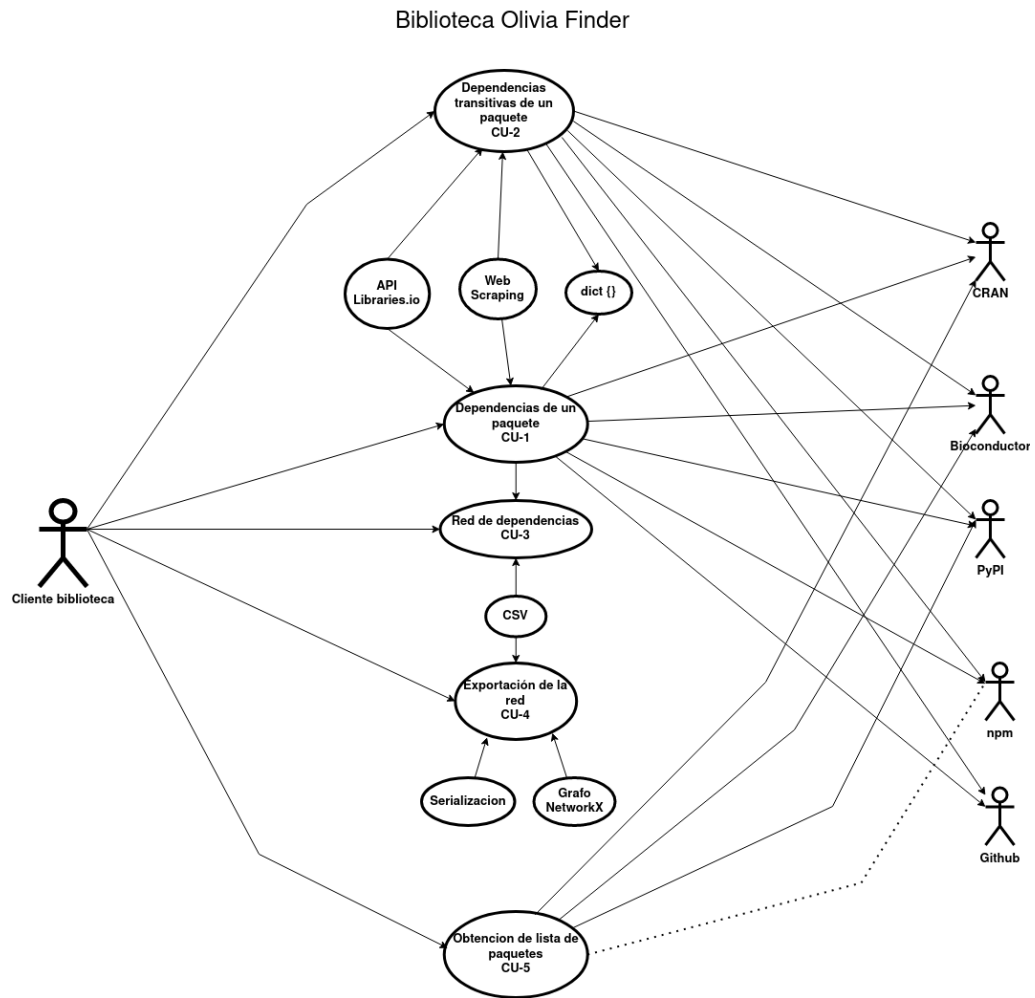 Biblioteca Olivia Finder
Dependencias
transitivas de un
paquete
CU-2
API
Libraries.io
Web
Scraping
dict {}
CRAN
Dependencias de un
paquete
CU-1
Bioconductor
Red de dependencias
CU-3
PyPI
Cliente biblioteca
CSV
Exportación de la
red
CU-4
npm
Serializacion
Grafo
NetworkX
Github
Obtencion de lista de
paquetes
CU-5